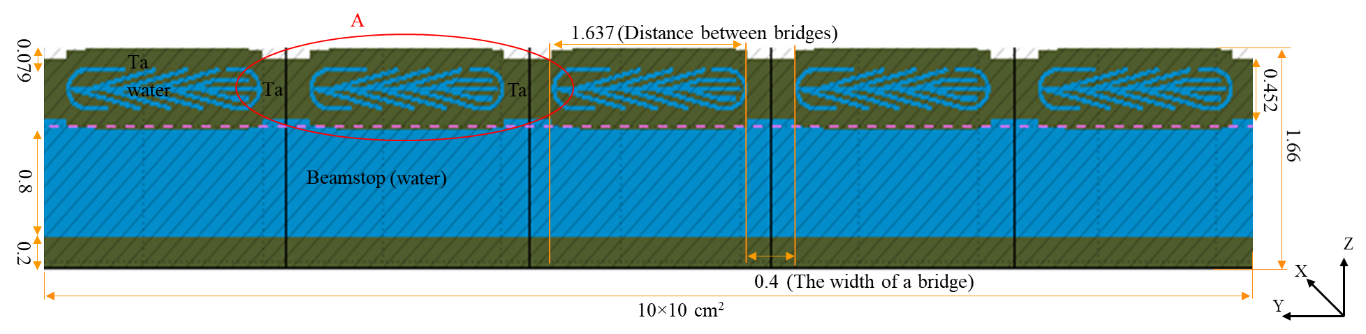 A
1.637 (Distance between bridges)
0.079
Ta
water
Ta
Ta
0.452
1.66
0.8
Beamstop (water)
0.2
0.4 (The width of a bridge)
10×10 cm²
Z
X
Y